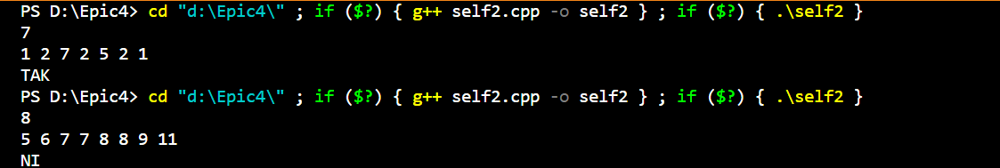 PS D:\Epic4> cd "d:\Epic4\" ; if ($?) { g++ self2.cpp -o self2 } ; if ($?) { .\self2 }
7
1 2 7 2 5 2 1
TAK
PS D:\Epic4> cd "d:\Epic4\" ; if ($?) { g++ self2.cpp -o self2 } ; if ($?) { .\self2 }
8
5 6 7 7 8 8 9 11
NI